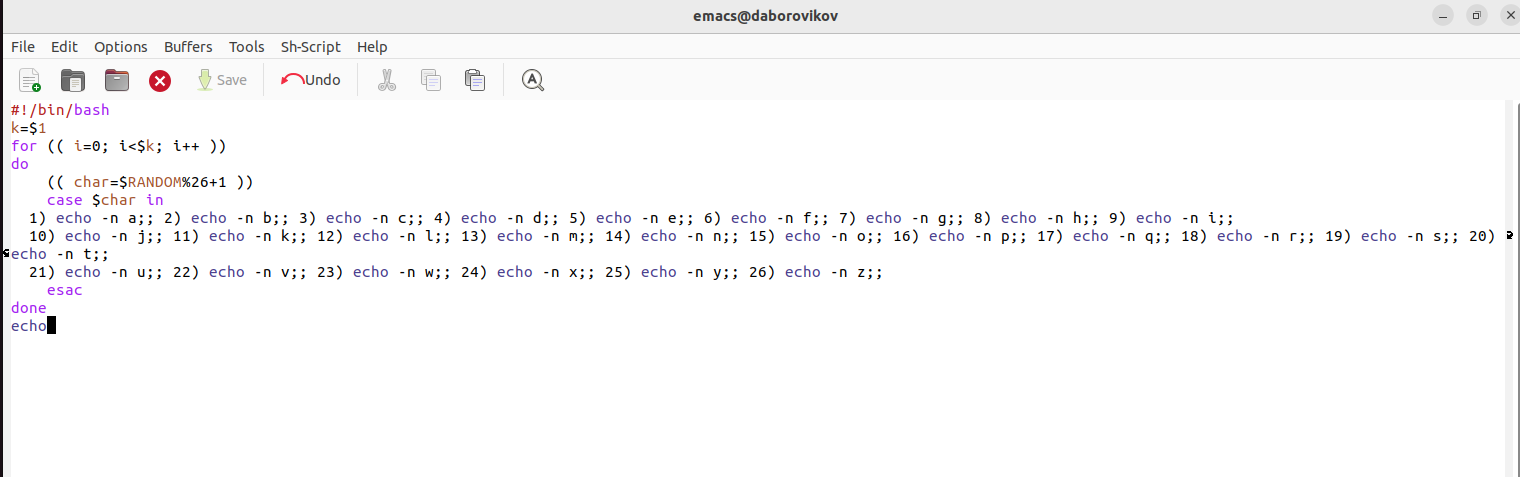 emacs@daborovikov
File Edit Options Buffers Tools Sh-Script Help
Save Undo
#!/bin/bash
k=$1
for (( i=0; i<$k; i++ ))
do
    (( char=$RANDOM%26+1 ))
    case $char in
  1) echo -n a;; 2) echo -n b;; 3) echo -n c;; 4) echo -n d;; 5) echo -n e;; 6) echo -n f;; 7) echo -n g;; 8) echo -n h;; 9) echo -n i;;
  10) echo -n j;; 11) echo -n k;; 12) echo -n l;; 13) echo -n m;; 14) echo -n n;; 15) echo -n o;; 16) echo -n p;; 17) echo -n q;; 18) echo -n r;; 19) echo -n s;; 20)
echo -n t;;
  21) echo -n u;; 22) echo -n v;; 23) echo -n w;; 24) echo -n x;; 25) echo -n y;; 26) echo -n z;;
    esac
done
echo